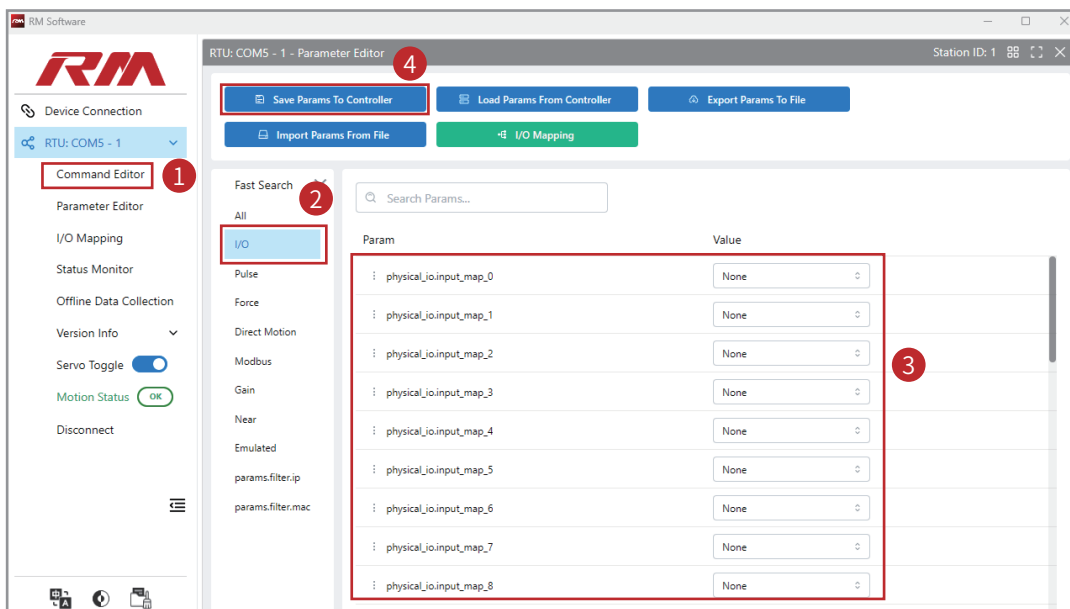 RM Software
RM
Device Connection
RTU: COM5 - 1
Command Editor
1
Parameter Editor
I/O Mapping
Status Monitor
Offline Data Collection
Version Info
Servo Toggle
Motion Status OK
Disconnect
RTU: COM5 - 1 - Parameter Editor
4
Station ID: 1
Save Params To Controller
Load Params From Controller
Export Params To File
Import Params From File
I/O Mapping
Fast Search
2
All
I/O
Pulse
Force
Direct Motion
Modbus
Gain
Near
Emulated
params.filter.ip
params.filter.mac
Search Params...
Param Value
physical_io.input_map_0 None
physical_io.input_map_1 None
physical_io.input_map_2 None
3
physical_io.input_map_3 None
physical_io.input_map_4 None
physical_io.input_map_5 None
physical_io.input_map_6 None
physical_io.input_map_7 None
physical_io.input_map_8 None